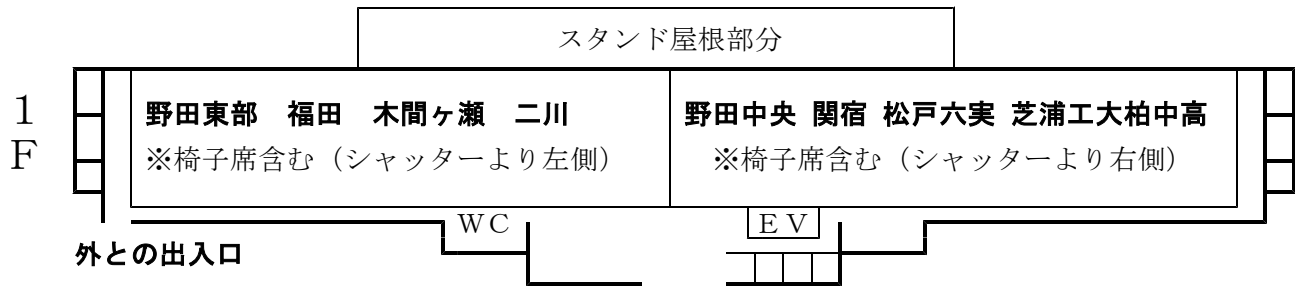 スタンド屋根部分
1F
野田東部　福田　木間ヶ瀬　二川
※椅子席含む（シャッターより左側）
野田中央 関宿 松戸六実 芝浦工大柏中高
※椅子席含む（シャッターより右側）
WC
EV
外との出入口